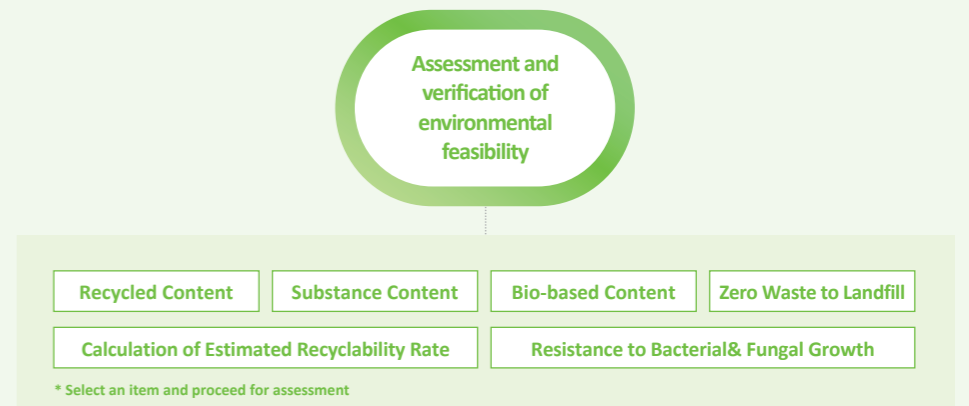 Assessment and
verification of
environmental
feasibility
Recycled Content
Substance Content
Bio-based Content
Zero Waste to Landfill
Calculation of Estimated Recyclability Rate
Resistance to Bacterial& Fungal Growth
* Select an item and proceed for assessment